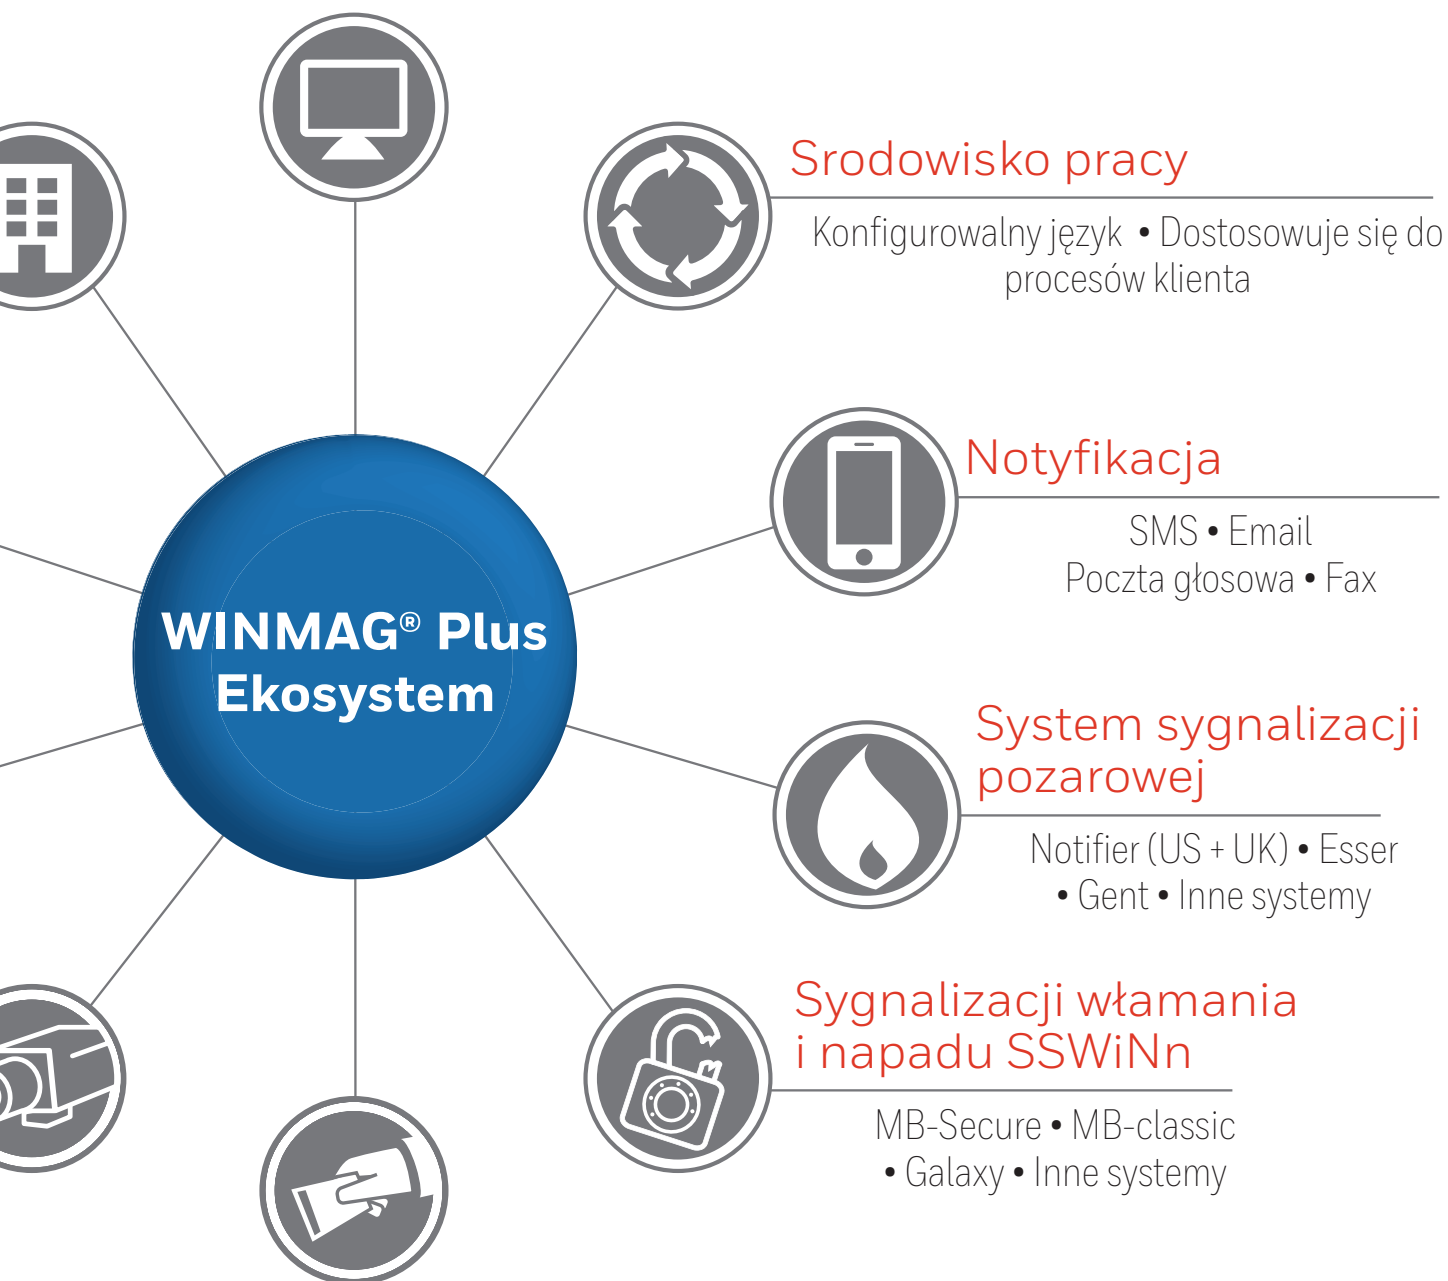 Srodowisko pracy
Konfigurowalny język • Dostosowuje się do
procesów klienta
Notyfikacja
SMS • Email
Poczta głosowa • Fax
WINMAG® Plus
Ekosystem
System sygnalizacji
pozarowej
Notifier (US + UK) • Esser
• Gent • Inne systemy
Sygnalizacji włamania
i napadu SSWiNn
MB-Secure • MB-classic
• Galaxy • Inne systemy